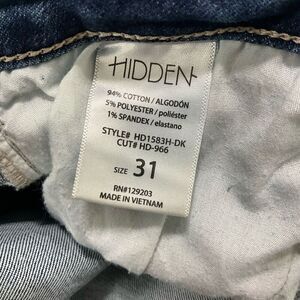 HIDDEN
94% COTTON / ALGODÓN
5% POLYESTER / poliéster
1% SPANDEX / elastano
STYLE# HD1583H-DK
CUT# HD-966
SIZE 31
RN#129203
MADE IN VIETNAM